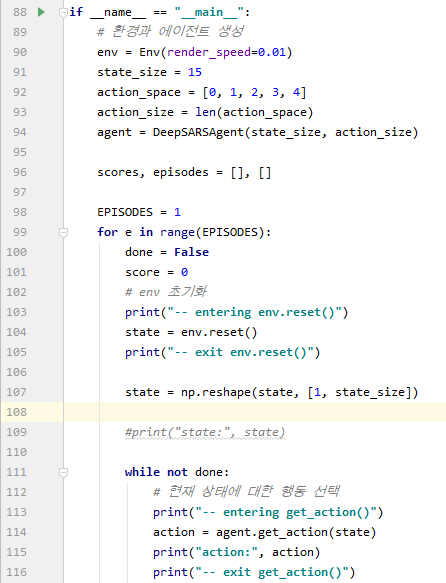 88 if __name__ == "__main__":
89     # 환경과 에이전트 생성
90     env = Env(render_speed=0.01)
91     state_size = 15
92     action_space = [0, 1, 2, 3, 4]
93     action_size = len(action_space)
94     agent = DeepSARSAgent(state_size, action_size)
95
96     scores, episodes = [], []
97
98     EPISODES = 1
99     for e in range(EPISODES):
100         done = False
101         score = 0
102         # env 초기화
103         print("-- entering env.reset()")
104         state = env.reset()
105         print("-- exit env.reset()")
106
107         state = np.reshape(state, [1, state_size])
108
109         #print("state:", state)
110
111         while not done:
112             # 현재 상태에 대한 행동 선택
113             print("-- entering get_action()")
114             action = agent.get_action(state)
115             print("action:", action)
116             print("-- exit get_action()")